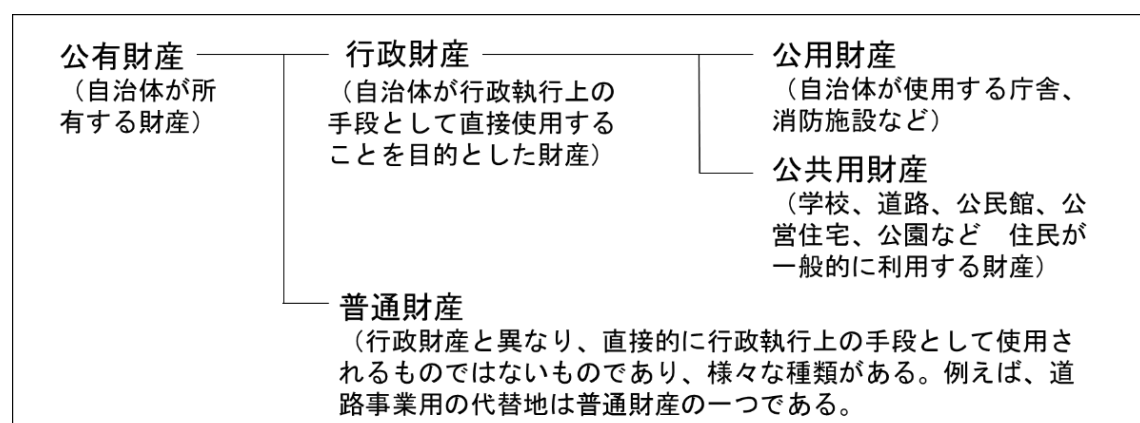 公有財産
（自治体が所
有する財産）
行政財産
（自治体が行政執行上の
手段として直接使用する
ことを目的とした財産）
公用財産
（自治体が使用する庁舎、
消防施設など）
公共用財産
（学校、道路、公民館、公
営住宅、公園など　住民が
一般的に利用する財産）
普通財産
（行政財産と異なり、直接的に行政執行上の手段として使用さ
れるものではないものであり、様々な種類がある。例えば、道
路事業用の代替地は普通財産の一つである。